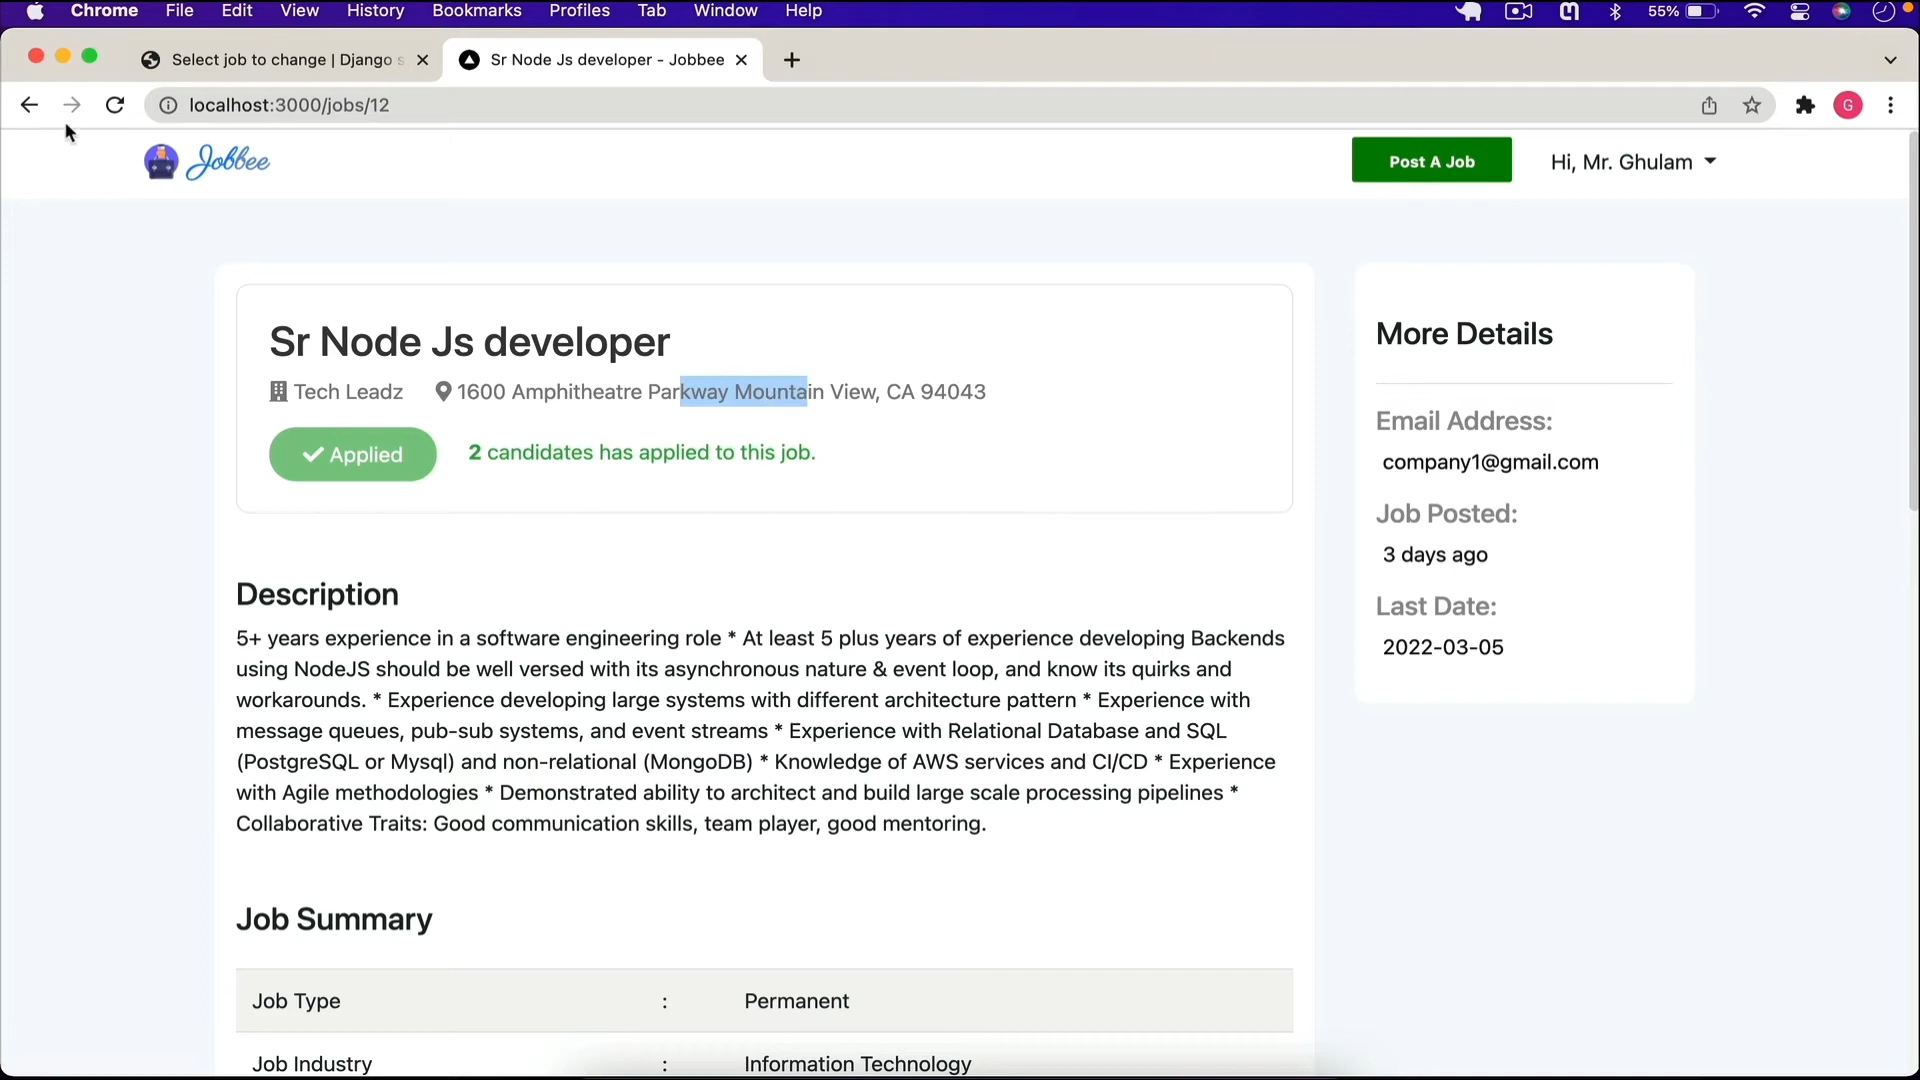 Chrome File Edit View History Bookmarks Profiles Tab Window Help 55%
Select job to change | Django s Sr Node Js developer - Jobbee
localhost:3000/jobs/12 G
Jobbee Post A Job Hi, Mr. Ghulam
Sr Node Js developer
Tech Leadz 1600 Amphitheatre Parkway Mountain View, CA 94043
Applied 2 candidates has applied to this job.
Description
5+ years experience in a software engineering role * At least 5 plus years of experience developing Backends
using NodeJS should be well versed with its asynchronous nature & event loop, and know its quirks and
workarounds. * Experience developing large systems with different architecture pattern * Experience with
message queues, pub-sub systems, and event streams * Experience with Relational Database and SQL
(PostgreSQL or Mysql) and non-relational (MongoDB) * Knowledge of AWS services and CI/CD * Experience
with Agile methodologies * Demonstrated ability to architect and build large scale processing pipelines *
Collaborative Traits: Good communication skills, team player, good mentoring.
Job Summary
Job Type : Permanent
Job Industry : Information Technology
More Details
Email Address:
company1@gmail.com
Job Posted:
3 days ago
Last Date:
2022-03-05